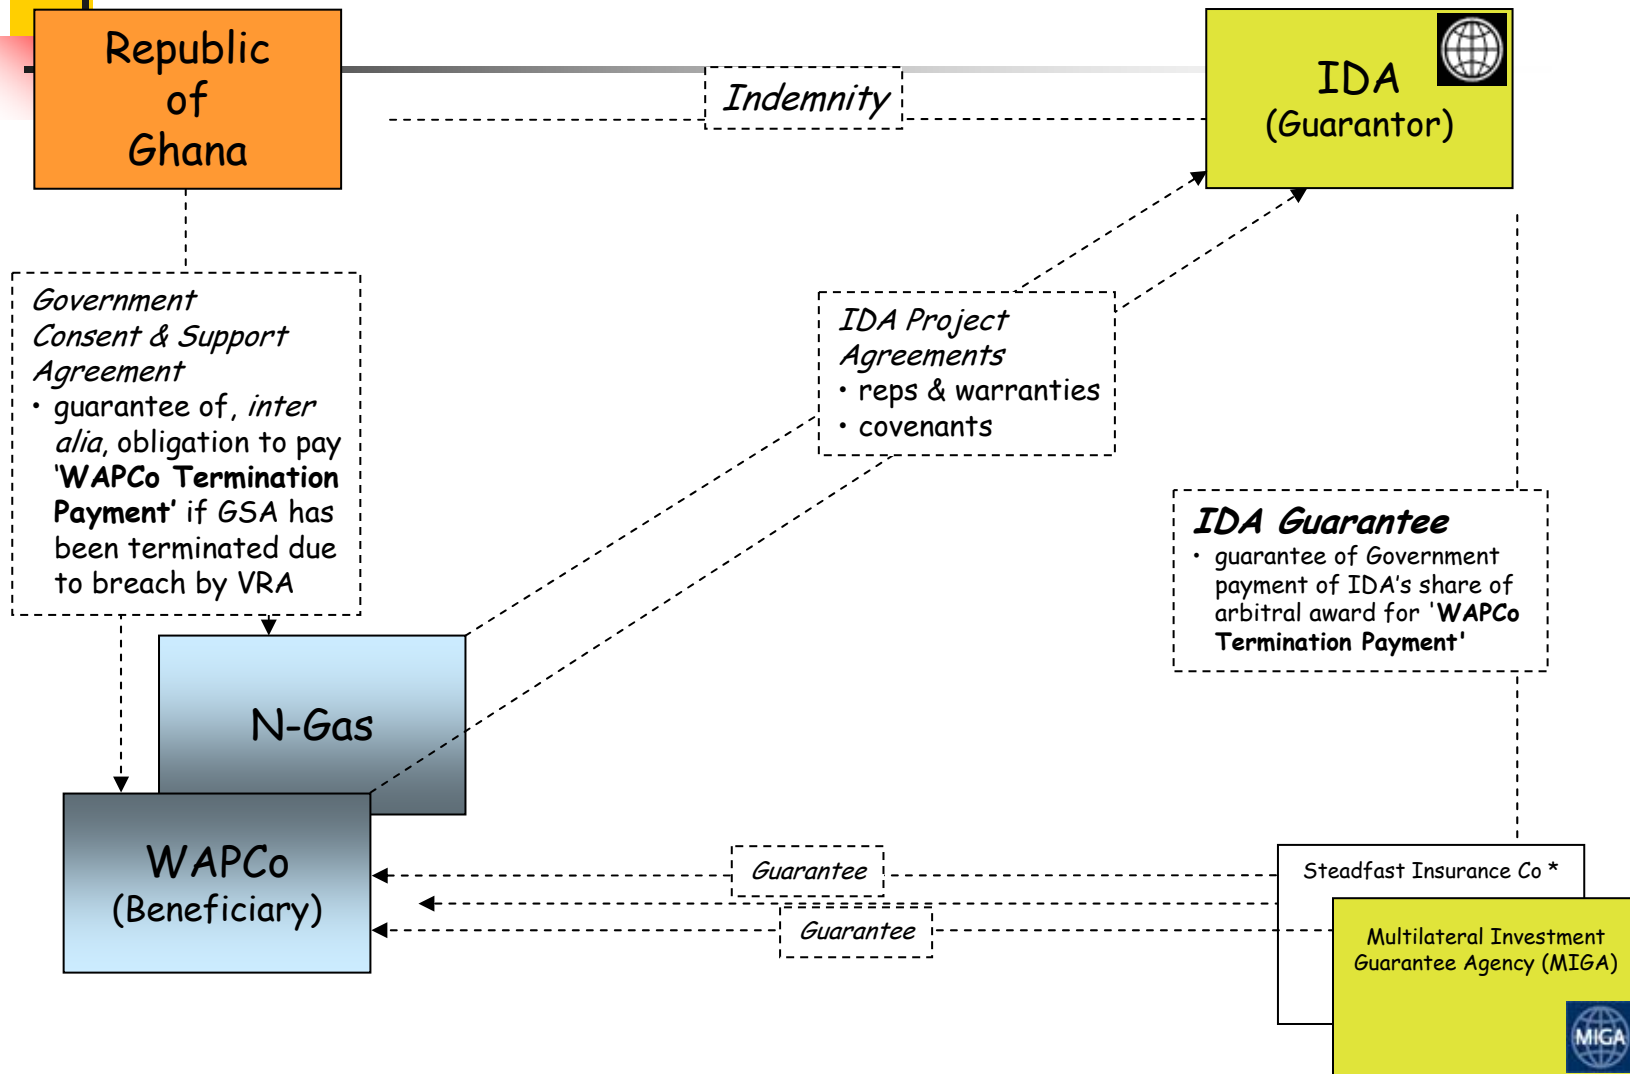 Republic
of
Ghana
Indemnity
IDA
(Guarantor)
Government
Consent & Support
Agreement
• guarantee of, inter
alia, obligation to pay
‘WAPCo Termination
Payment’ if GSA has
been terminated due
to breach by VRA
IDA Project
Agreements
• reps & warranties
• covenants
IDA Guarantee
• guarantee of Government
payment of IDA’s share of
arbitral award for ‘WAPCo
Termination Payment'
N-Gas
WAPCo
(Beneficiary)
Guarantee
Guarantee
Steadfast Insurance Co *
Multilateral Investment
Guarantee Agency (MIGA)
MIGA